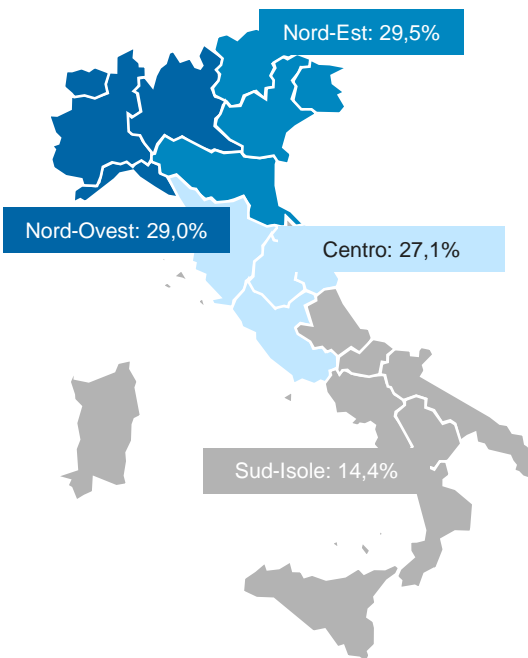 Nord-Est: 29,5%
Nord-Ovest: 29,0%
Centro: 27,1%
Sud-Isole: 14,4%